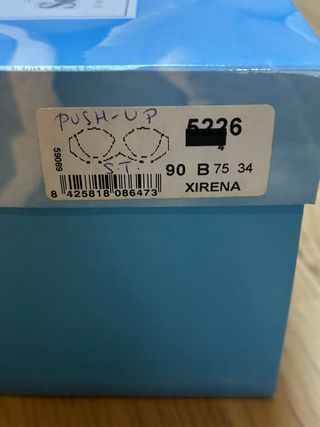 PUSH-UP
5226
4
59089
S.T.
90 B 75 34
8 425818 086473
XIRENA